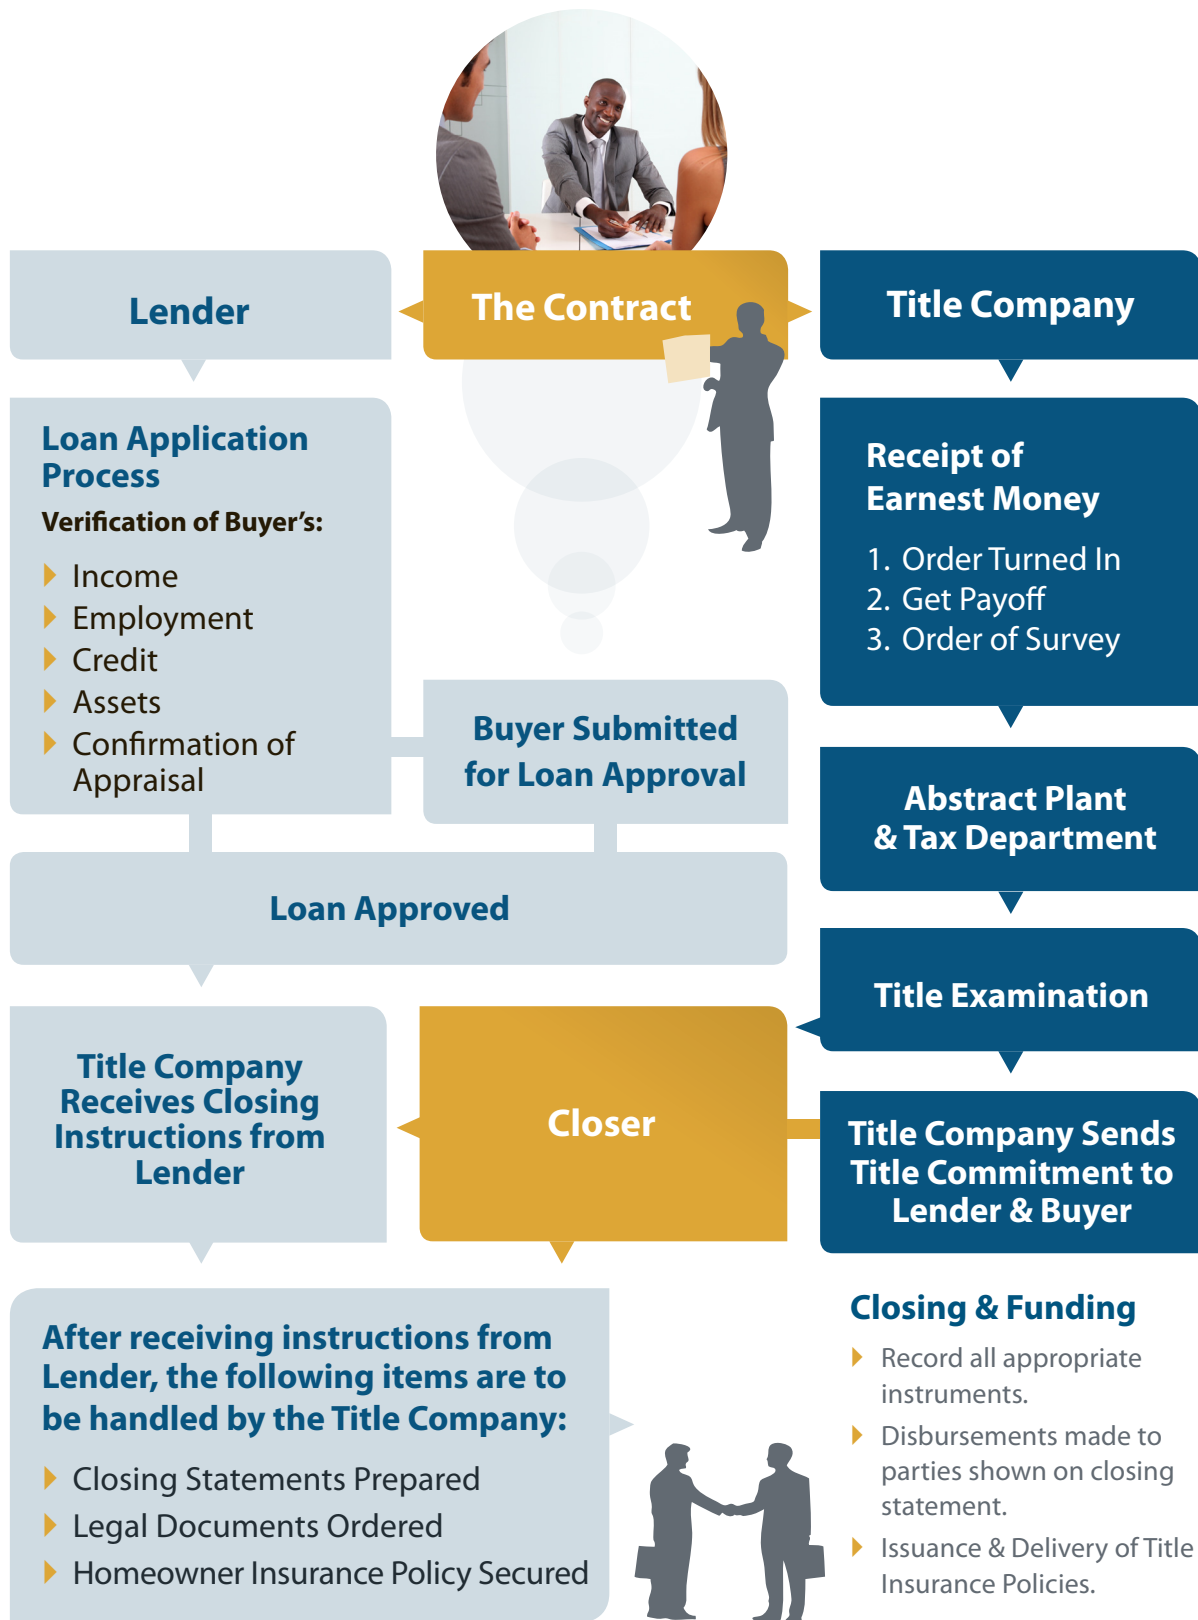 Lender
The Contract
Title Company
Loan Application
Process
Verification of Buyer’s:
Income
Employment
Credit
Assets
Confirmation of
Appraisal
Receipt of
Earnest Money
1. Order Turned In
2. Get Payoff
3. Order of Survey
Buyer Submitted
for Loan Approval
Abstract Plant
& Tax Department
Loan Approved
Title Examination
Title Company
Receives Closing
Instructions from
Lender
Closer
Title Company Sends
Title Commitment to
Lender & Buyer
After receiving instructions from
Lender, the following items are to
be handled by the Title Company:
Closing Statements Prepared
Legal Documents Ordered
Homeowner Insurance Policy Secured
Closing & Funding
Record all appropriate
instruments.
Disbursements made to
parties shown on closing
statement.
Issuance & Delivery of Title
Insurance Policies.